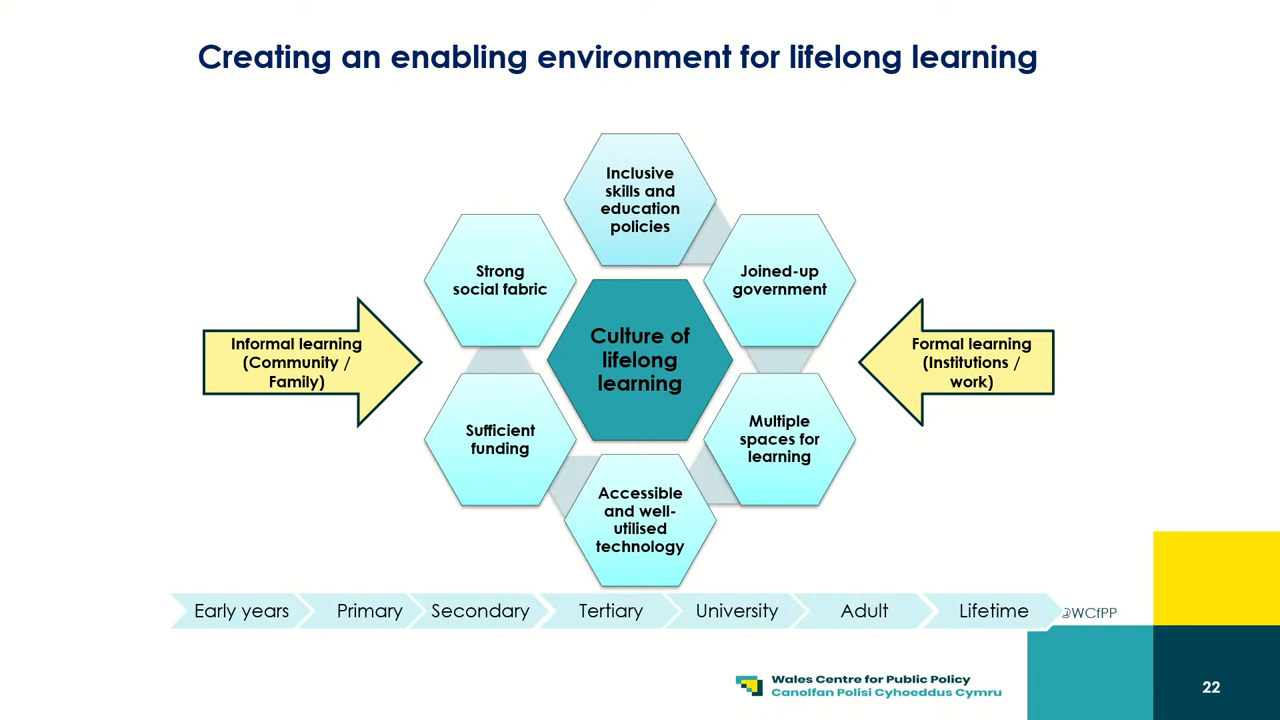 Creating an enabling environment for lifelong learning
Inclusive
skills and
education
policies
Strong
social fabric
Joined-up
government
Culture of
lifelong
learning
Informal learning
(Community /
Family)
Formal learning
(Institutions /
work)
Sufficient
funding
Multiple
spaces for
learning
Accessible
and well-
utilised
technology
Early years
Primary
Secondary
Tertiary
University
Adult
Lifetime
@WCfPP
Wales Centre for Public Policy
Canolfan Polisi Cyhoeddus Cymru
22